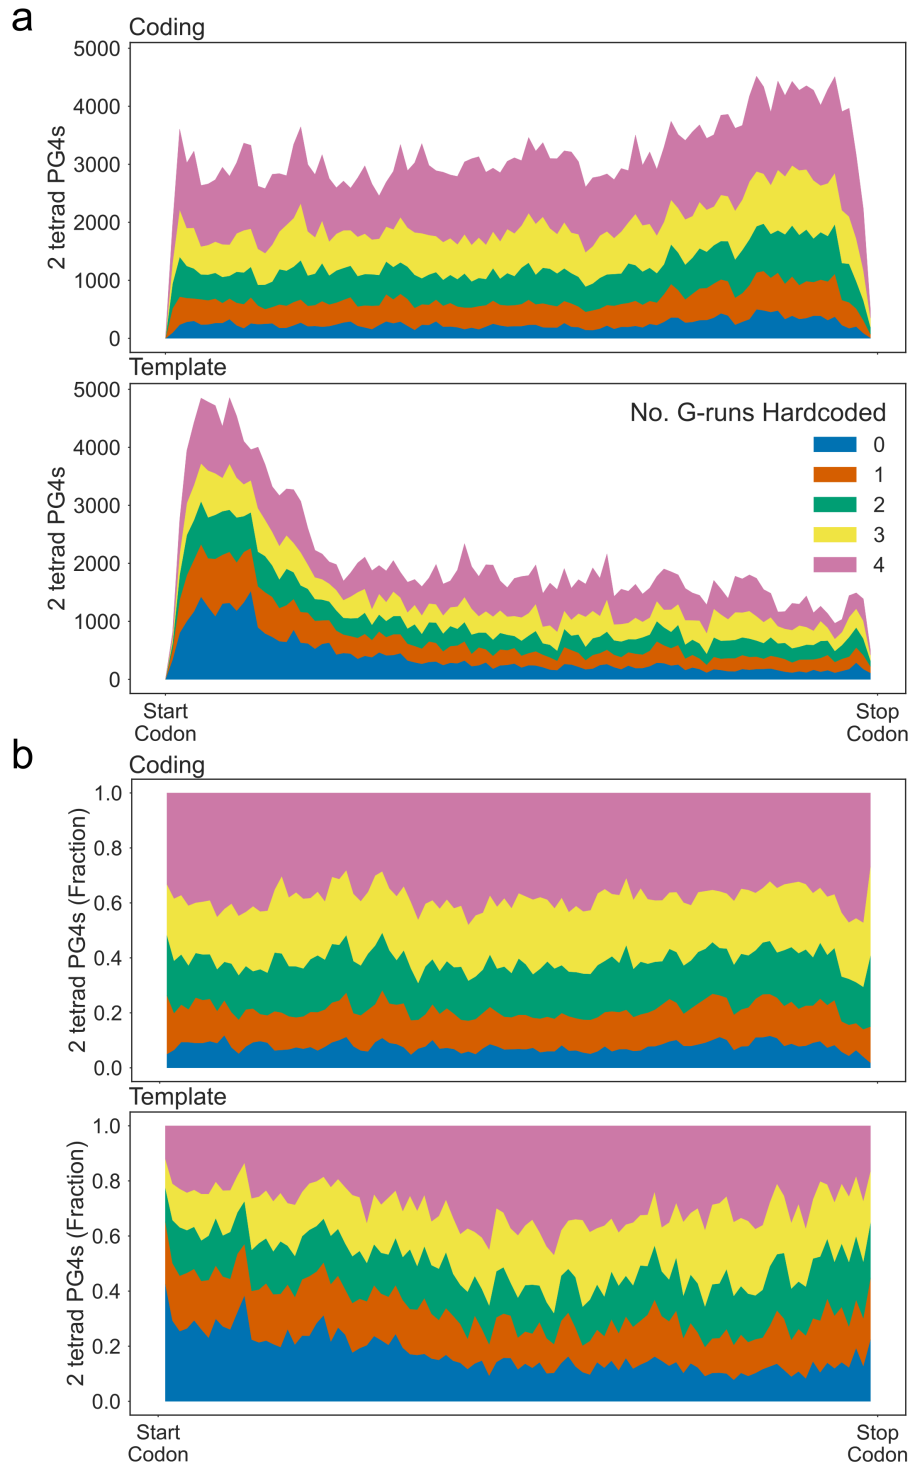 a
Coding
5000
4000
3000
2000
1000
0
2 tetrad PG4s
Template
5000
4000
3000
2000
1000
0
2 tetrad PG4s
No. G-runs Hardcoded
0
1
2
3
4
Start
Codon
Stop
Codon
b
Coding
1.0
0.8
0.6
0.4
0.2
0.0
2 tetrad PG4s (Fraction)
Template
1.0
0.8
0.6
0.4
0.2
0.0
2 tetrad PG4s (Fraction)
Start
Codon
Stop
Codon